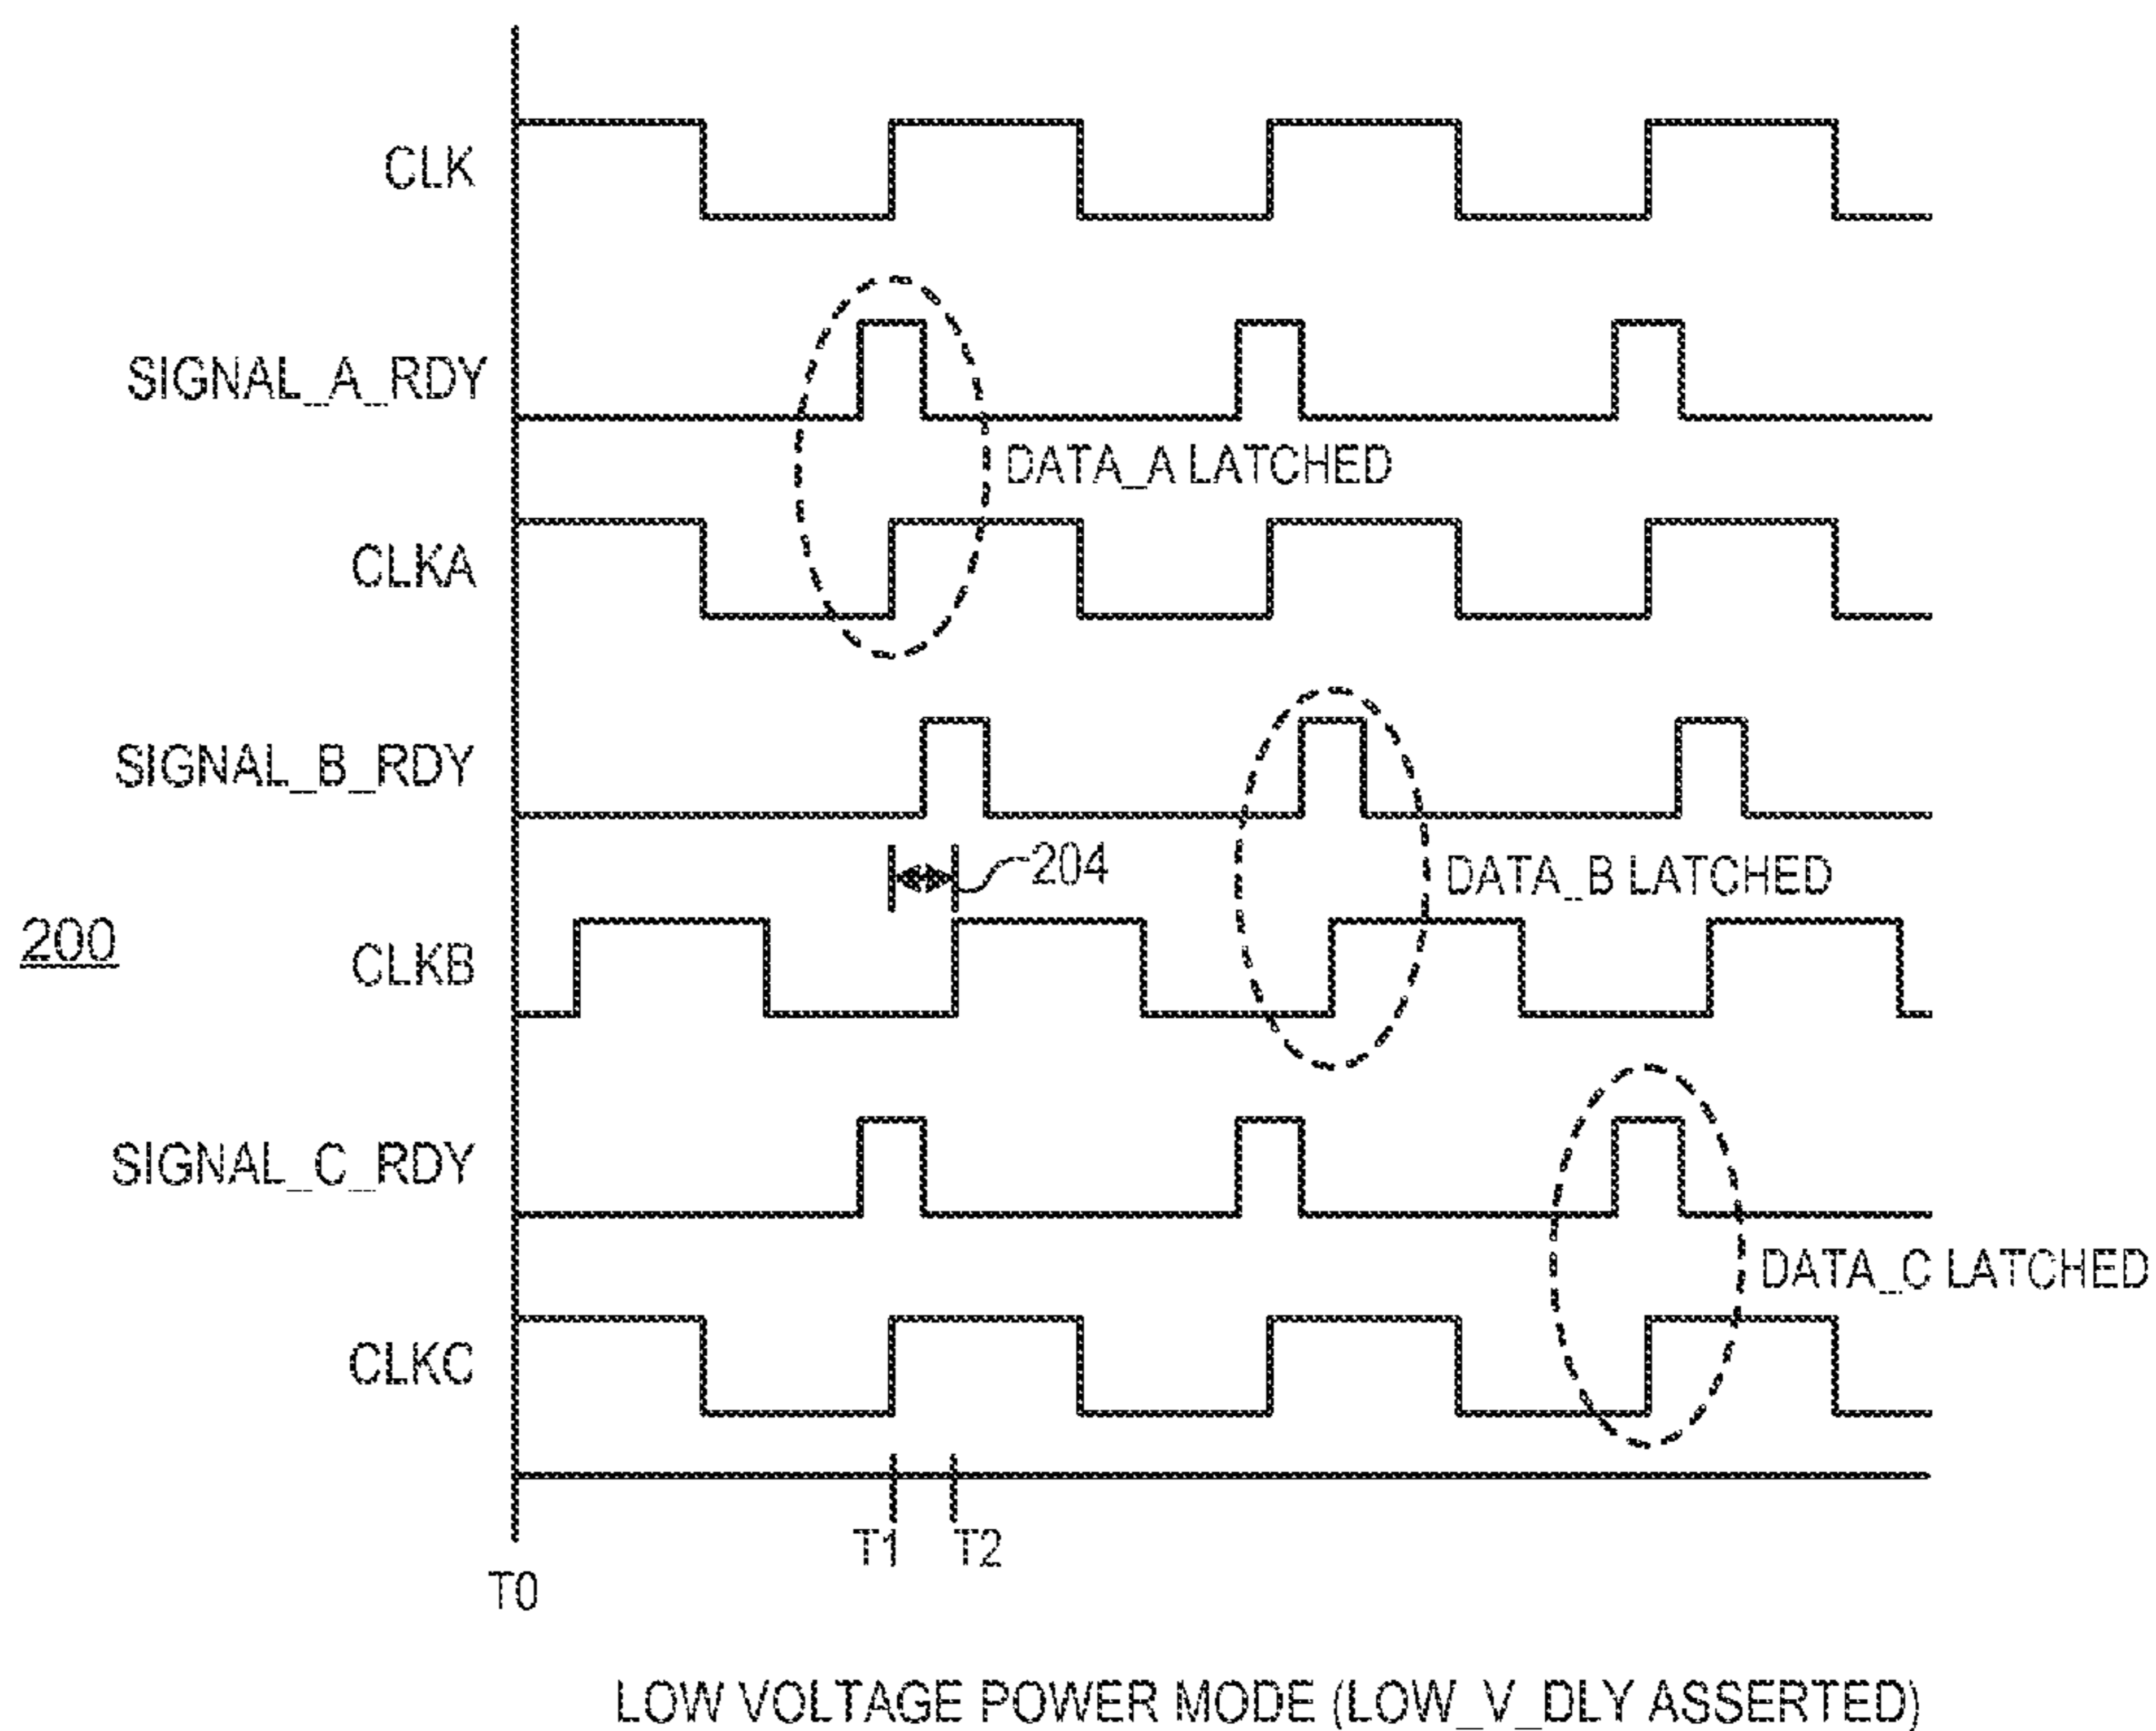 CLK
SIGNAL_A_RDY
DATA_A LATCHED
CLKA
SIGNAL_B_RDY
204
DATA_B LATCHED
200
CLKB
SIGNAL_C_RDY
DATA_C LATCHED
CLKC
T1 T2
T0
LOW VOLTAGE POWER MODE (LOW_V_DLY ASSERTED)